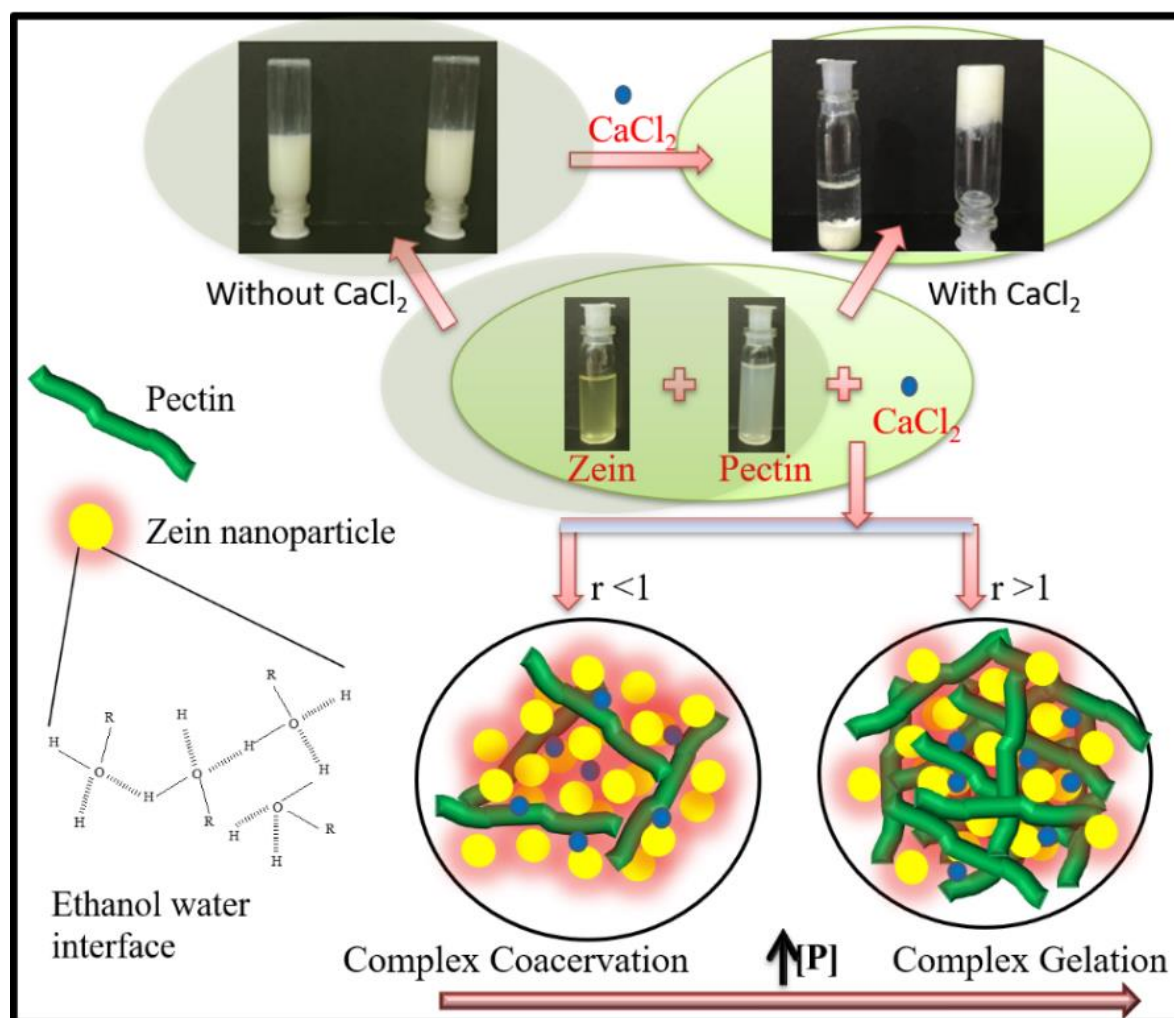 CaCl₂
Without CaCl₂
With CaCl₂
Zein
Pectin
CaCl₂
Pectin
Zein nanoparticle
r <1
r >1
R
H
H
R
O
H
H
O
H
H
O
H
R
H
O
R
H
H
Ethanol water
interface
Complex Coacervation
[P]
Complex Gelation